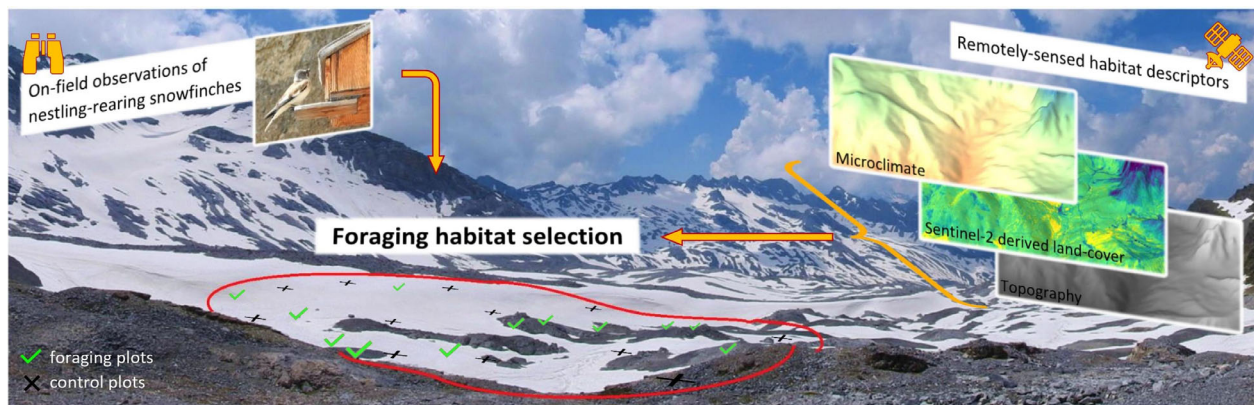 On-field observations of
nestling-rearing snowfinches
Remotely-sensed habitat descriptors
Microclimate
Sentinel-2 derived land-cover
Topography
Foraging habitat selection
foraging plots
control plots